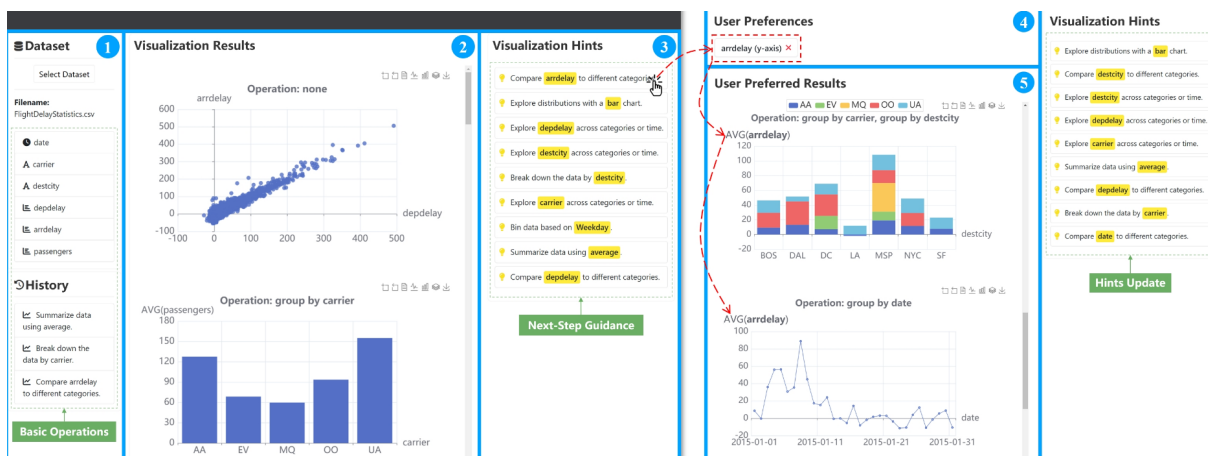 Dataset
1
Select Dataset
Filename:
FlightDelayStatistics.csv
date
A carrier
A destcity
depdelay
arrdelay
passengers
History
Summarize data
using average.
Break down the
data by carrier.
Compare arrdelay
to different categories.
Basic Operations
Visualization Results
2
Operation: none
arrdelay
600
500
400
300
200
100
0
-100
-100
0
100
200
300
400
500
depdelay
Operation: group by carrier
AVG(passengers)
180
150
120
90
60
30
0
AA
EV
MQ
OO
UA
carrier
Visualization Hints
3
Compare arrdelay to different categories.
Explore distributions with a bar chart.
Explore depdelay across categories or time.
Explore destcity across categories or time.
Break down the data by destcity.
Explore carrier across categories or time.
Bin data based on Weekday.
Summarize data using average.
Compare depdelay to different categories.
Next-Step Guidance
User Preferences
4
arrdelay (y-axis) ×
User Preferred Results
5
AA EV MQ OO UA
Operation: group by carrier, group by destcity
AVG(arrdelay)
120
100
80
60
40
20
0
-20
BOS
DAL
DC
LA
MSP
NYC
SF
destcity
Operation: group by date
AVG(arrdelay)
100
80
60
40
20
0
-20
2015-01-01
2015-01-11
2015-01-21
2015-01-31
date
Visualization Hints
Explore distributions with a bar chart.
Compare destcity to different categories.
Explore destcity across categories or time.
Explore depdelay across categories or time.
Explore carrier across categories or time.
Summarize data using average.
Compare depdelay to different categories.
Break down the data by carrier.
Compare date to different categories.
Hints Update